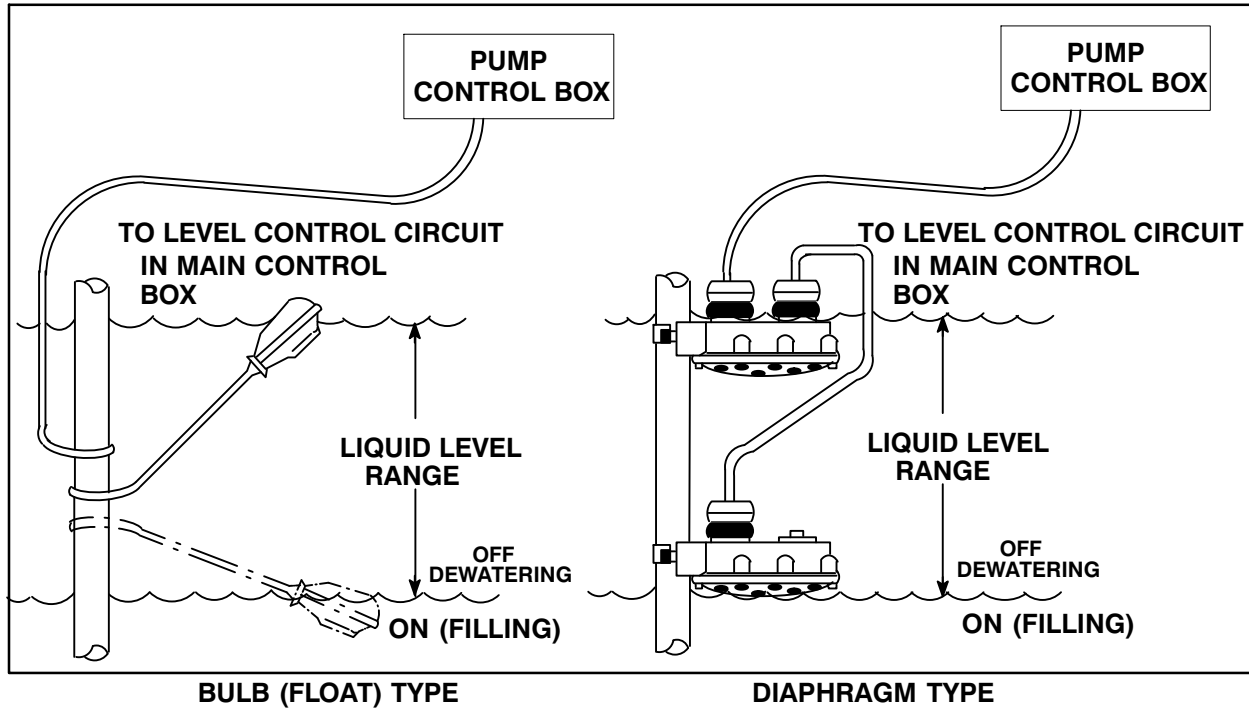 PUMP
CONTROL BOX
TO LEVEL CONTROL CIRCUIT
IN MAIN CONTROL
BOX
LIQUID LEVEL
RANGE
OFF
DEWATERING
ON (FILLING)
BULB (FLOAT) TYPE
PUMP
CONTROL BOX
TO LEVEL CONTROL CIRCUIT
IN MAIN CONTROL
BOX
LIQUID LEVEL
RANGE
OFF
DEWATERING
ON (FILLING)
DIAPHRAGM TYPE